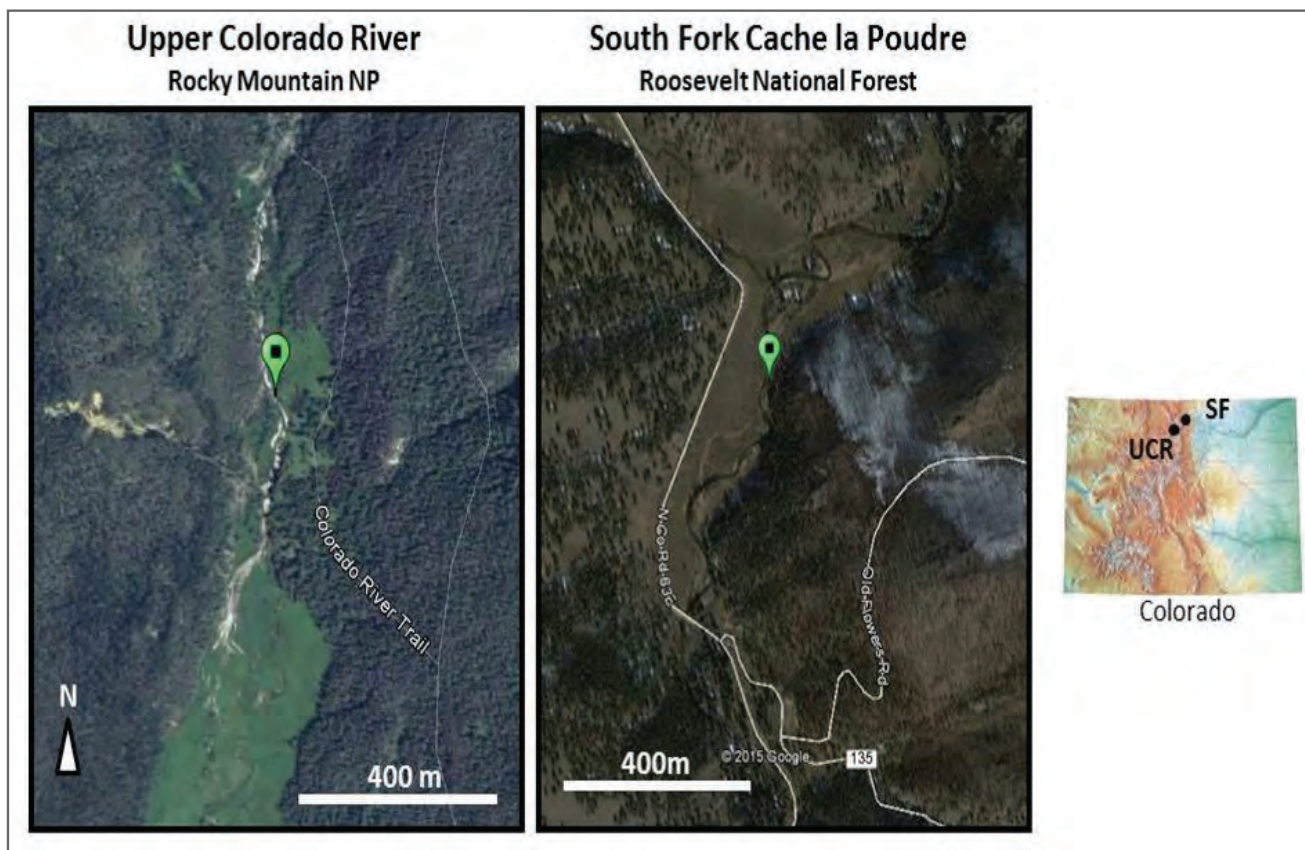 Upper Colorado River
Rocky Mountain NP
South Fork Cache la Poudre
Roosevelt National Forest
Colorado River Trail
N
400 m
N Co Rd 63c
Old Flowers Rd
© 2015 Google
135
400m
SF
UCR
Colorado